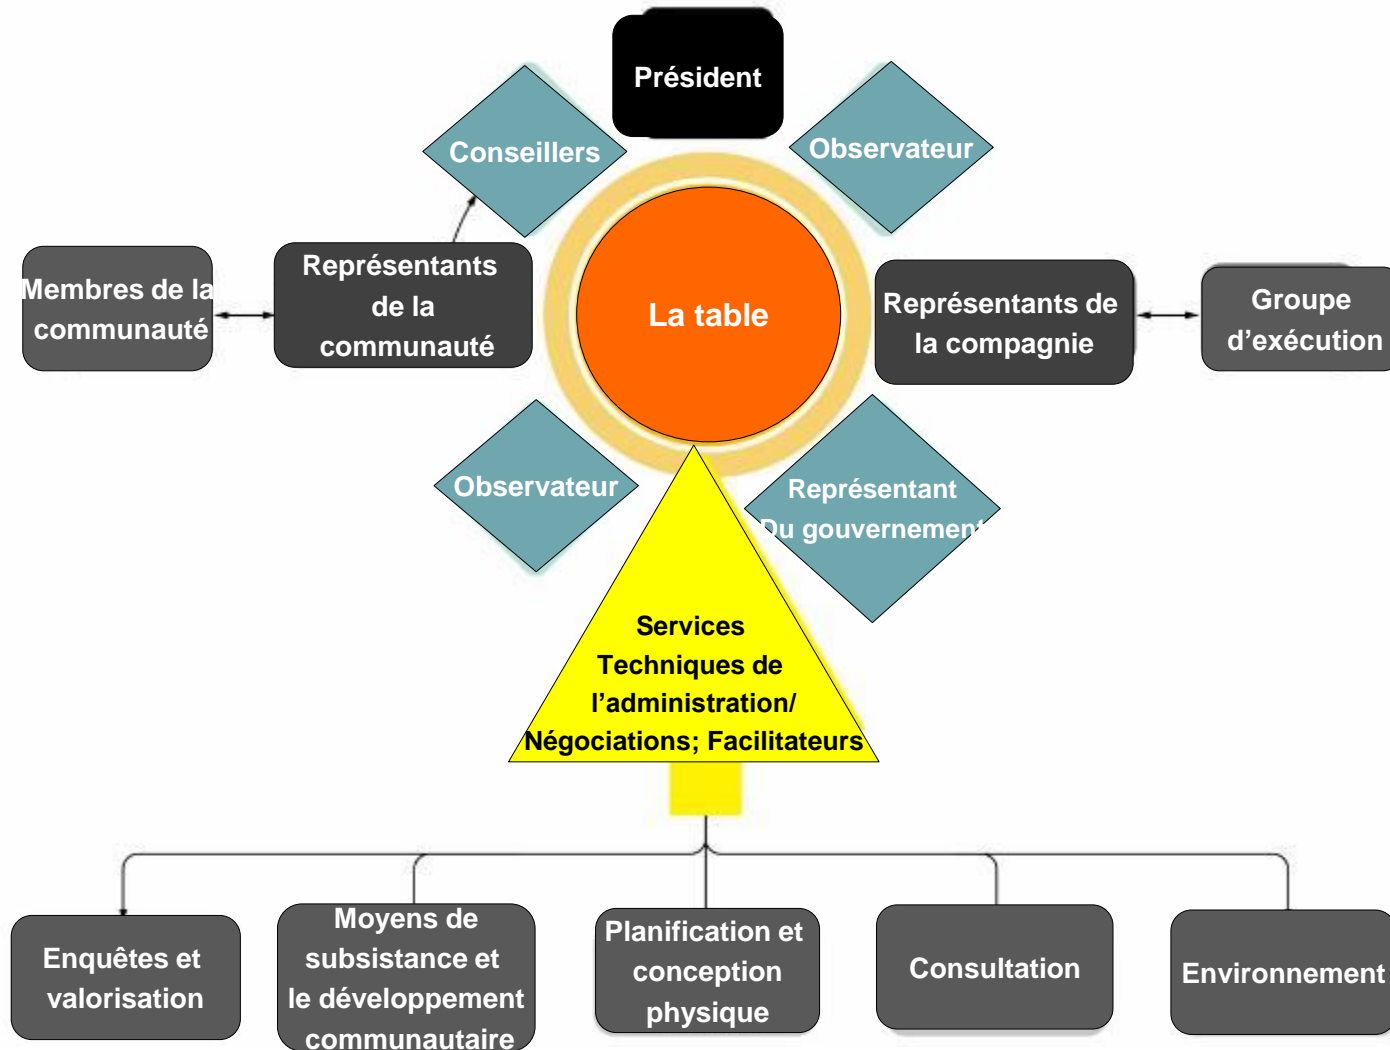 Président
Conseillers
Observateur
Membres de la
communauté
Représentants
de la
communauté
La table
Représentants de
la compagnie
Groupe
d’exécution
Observateur
Représentant
Du gouvernement
Services
Techniques de
l’administration/
Négociations; Facilitateurs
Enquêtes et
valorisation
Moyens de
subsistance et
le développement
communautaire
Planification et
conception
physique
Consultation
Environnement